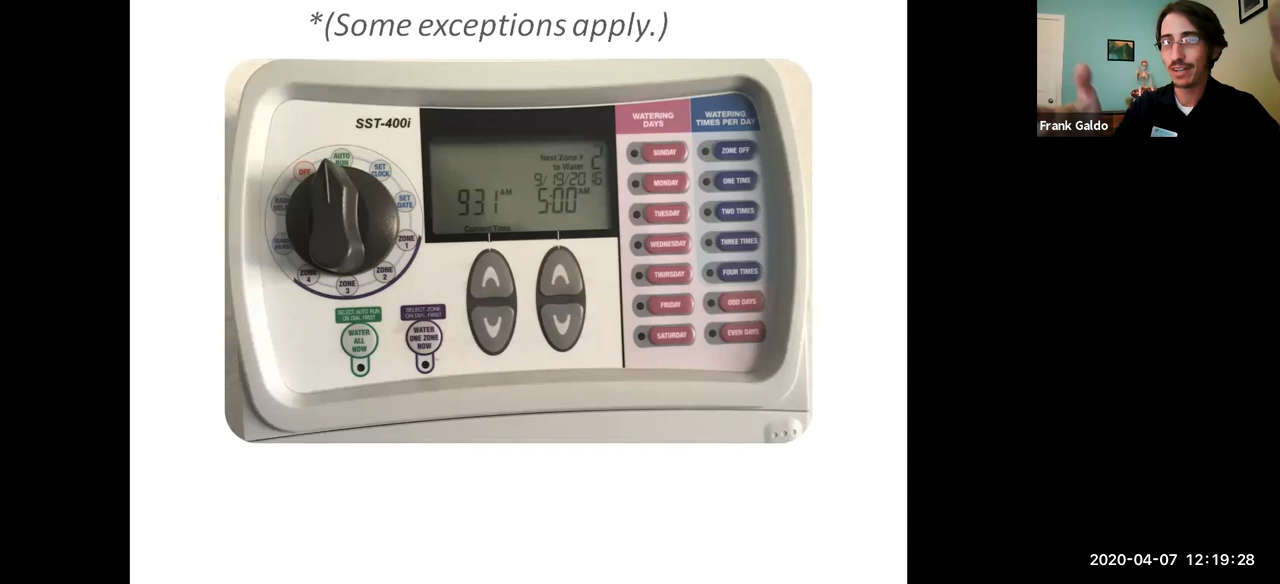 *(Some exceptions apply.)
SST-400i
AUTO
RUN
OFF
SET
CLOCK
SET
DATE
ZONE
1
ZONE
2
ZONE
3
ZONE
4
Next Zone #
to Water
2
9/19/2016
931 AM
5:00 AM
Current Time
SELECT AUTO RUN
ON DIAL FIRST
WATER
ALL
NOW
SELECT ZONE
ON DIAL FIRST
WATER
ONE ZONE
NOW
WATERING
DAYS
SUNDAY
MONDAY
TUESDAY
WEDNESDAY
THURSDAY
FRIDAY
SATURDAY
WATERING
TIMES PER DAY
ZONE OFF
ONE TIME
TWO TIMES
THREE TIMES
FOUR TIMES
ODD DAYS
EVEN DAYS
Frank Galdo
2020-04-07 12:19:28